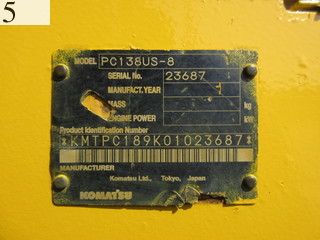 5
MODEL PC138US-8
SERIAL No. 23687
MANUFACT. YEAR
MASS kg
ENGINE POWER kW
Product Identification Number
*KMTPC189K01023687*
MANUFACTURER
Komatsu Ltd., Tokyo, Japan
KOMATSU